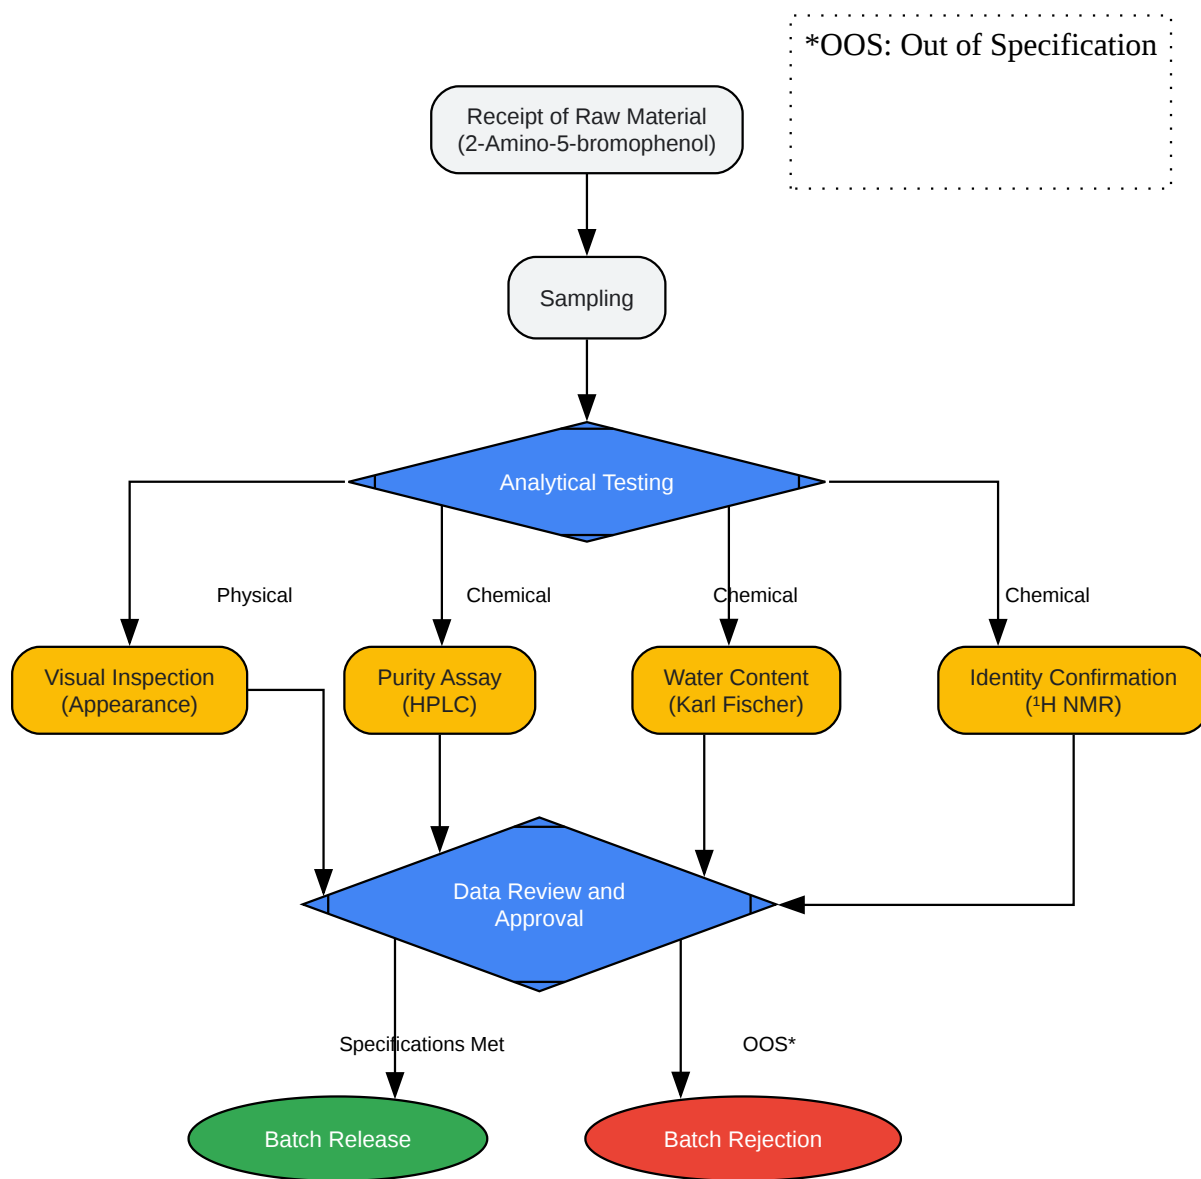 *OOS: Out of Specification
Receipt of Raw Material
(2-Amino-5-bromophenol)
Sampling
Analytical Testing
Physical
Chemical
Chemical
Chemical
Visual Inspection
(Appearance)
Purity Assay
(HPLC)
Water Content
(Karl Fischer)
Identity Confirmation
(¹H NMR)
Data Review and
Approval
Specifications Met
OOS*
Batch Release
Batch Rejection